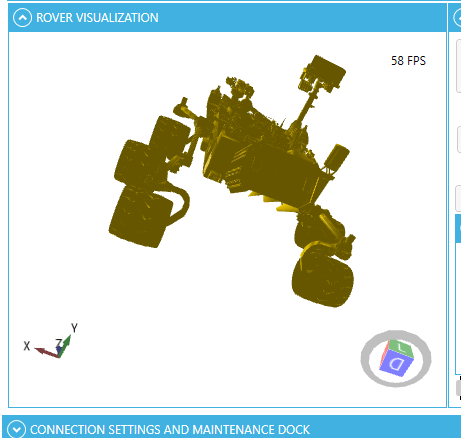 ROVER VISUALIZATION
58 FPS
Y
X
Z
D
CONNECTION SETTINGS AND MAINTENANCE DOCK